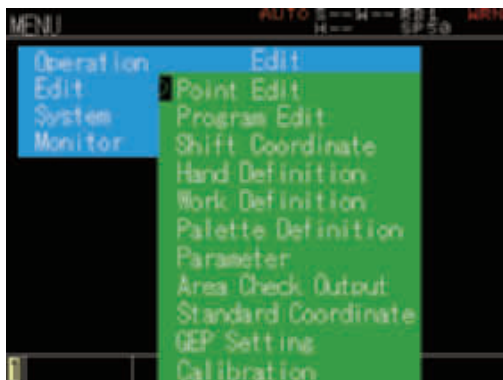 MENU AUTO
SP50
Operation
Edit
System
Monitor
Edit
Point Edit
Program Edit
Shift Coordinate
Hand Definition
Work Definition
Palette Definition
Parameter
Area Check Output
Standard Coordinate
GEP Setting
Calibration